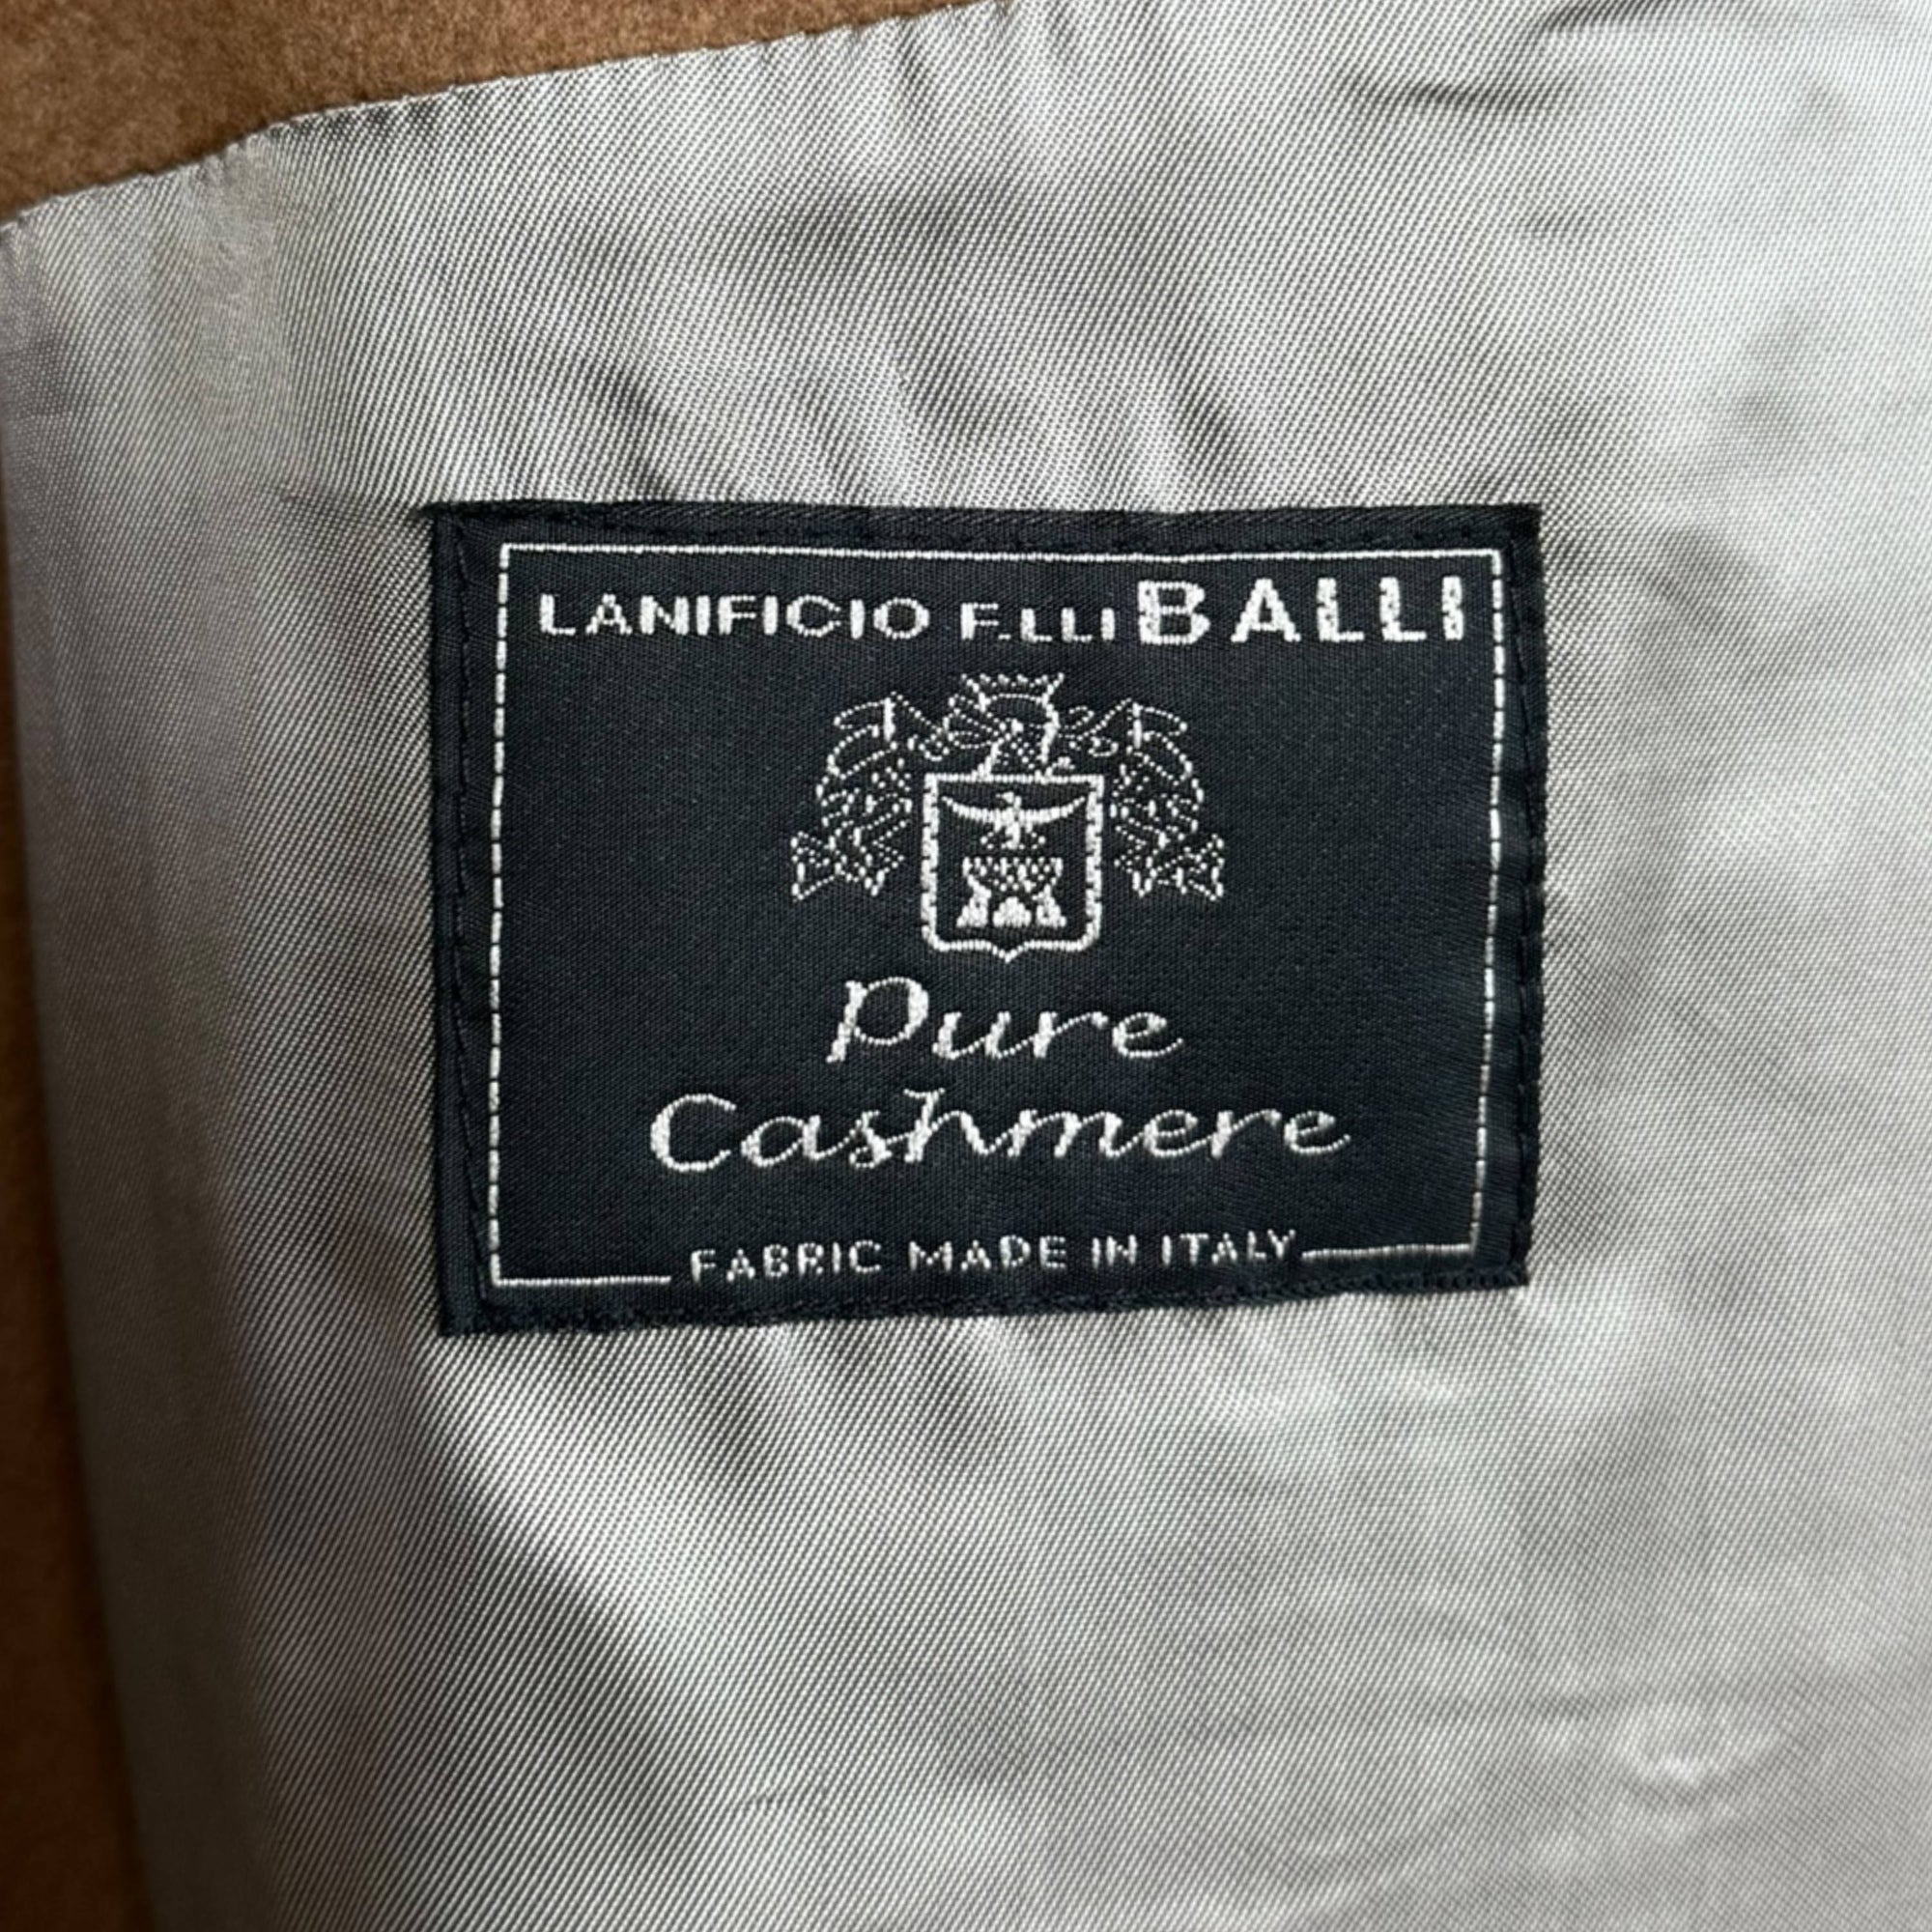 LANIFICIO F.LLI BALLI
Pure
Cashmere
FABRIC MADE IN ITALY